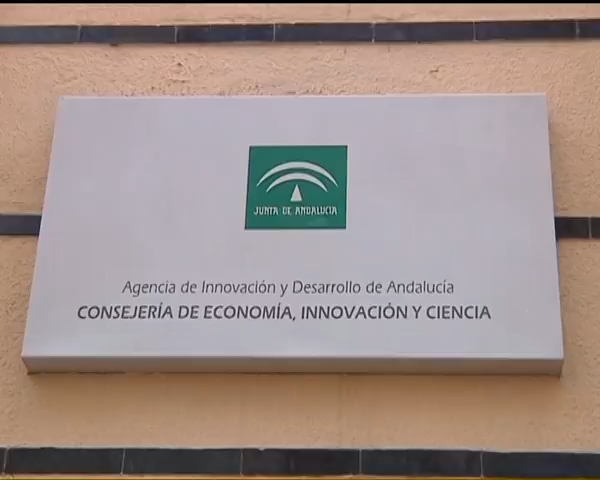 JUNTA DE ANDALUCIA
Agencia de Innovación y Desarrollo de Andalucía
CONSEJERÍA DE ECONOMÍA, INNOVACIÓN Y CIENCIA